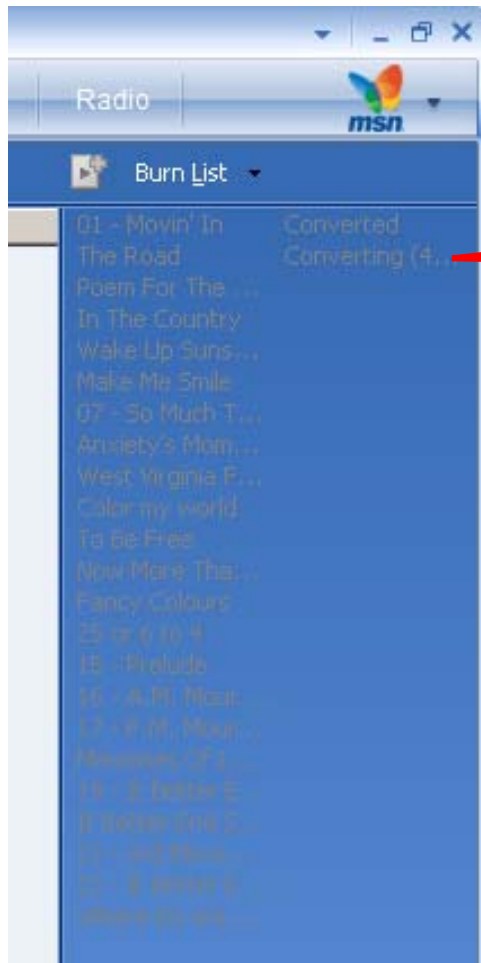 Radio
msn
Burn List
01 - Movin' In Converted
The Road Converting (4...
Poem For The ...
In The Country
Wake Up Suns...
Make Me Smile
07 - So Much T...
Anxiety's Mom...
West Virginia F...
Color my world
To Be Free
Now More Tha...
Fancy Colours
25 or 6 to 4
15 - Prelude
16 - A.M. Mour...
17 - P.M. Mour...
Memories Of L...
19 - It Better E...
It Better End S...